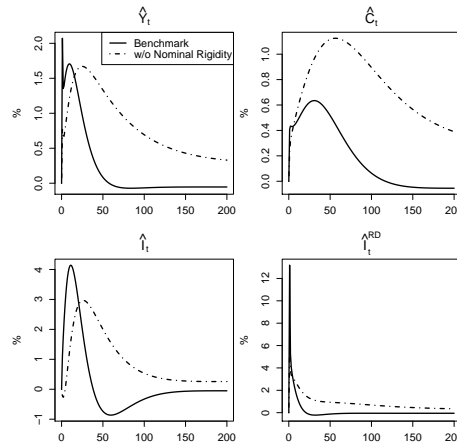 Ŷt
Ĉt
Benchmark
w/o Nominal Rigidity
%
0.0 0.5 1.0 1.5 2.0
0 50 100 150 200
%
0.0 0.2 0.4 0.6 0.8 1.0
0 50 100 150 200
Ît
Ît^RD
%
−1 0 1 2 3 4
0 50 100 150 200
%
0 2 4 6 8 10 12
0 50 100 150 200